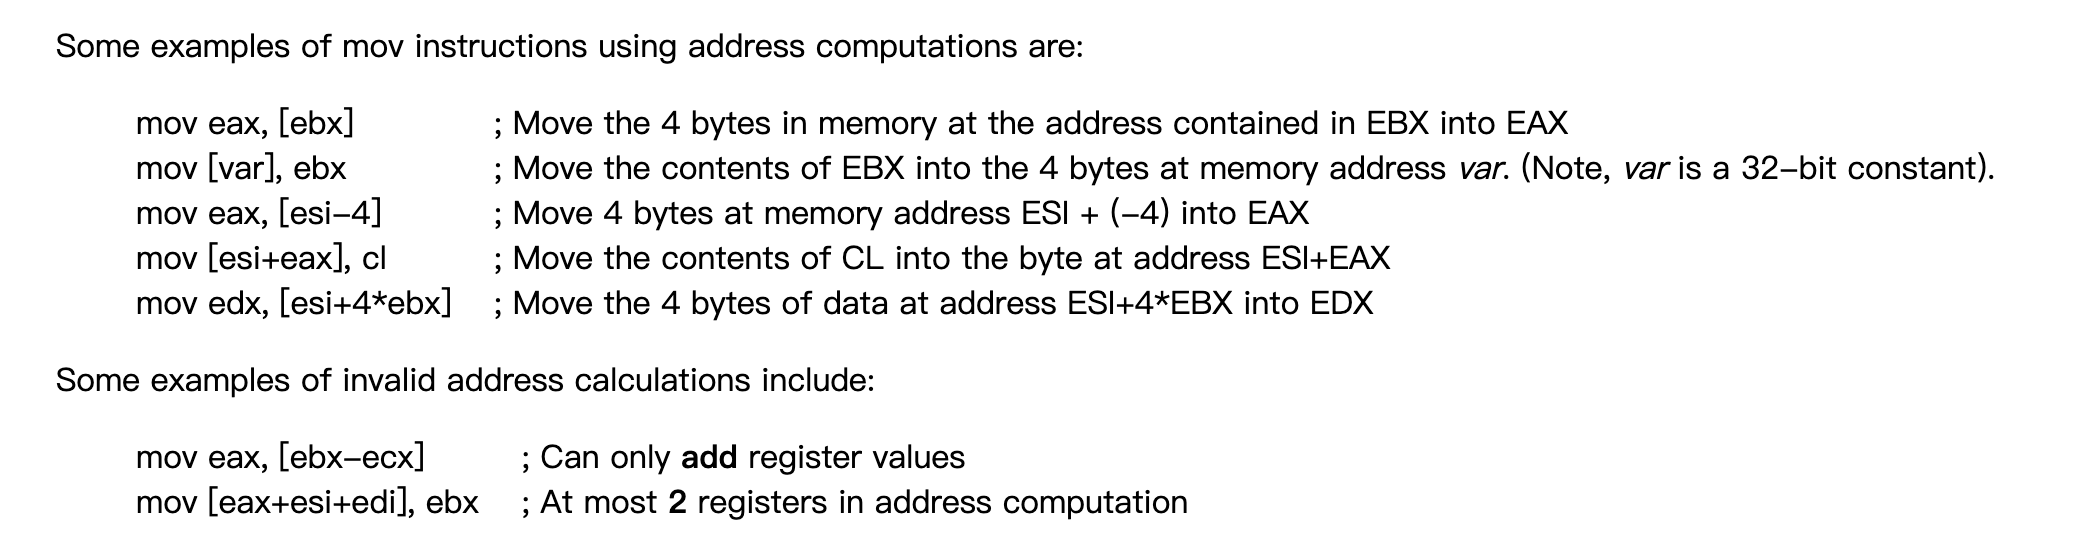 Some examples of mov instructions using address computations are:
mov eax, [ebx] ; Move the 4 bytes in memory at the address contained in EBX into EAX
mov [var], ebx ; Move the contents of EBX into the 4 bytes at memory address var. (Note, var is a 32–bit constant).
mov eax, [esi–4] ; Move 4 bytes at memory address ESI + (–4) into EAX
mov [esi+eax], cl ; Move the contents of CL into the byte at address ESI+EAX
mov edx, [esi+4*ebx] ; Move the 4 bytes of data at address ESI+4*EBX into EDX
Some examples of invalid address calculations include:
mov eax, [ebx–ecx] ; Can only add register values
mov [eax+esi+edi], ebx ; At most 2 registers in address computation